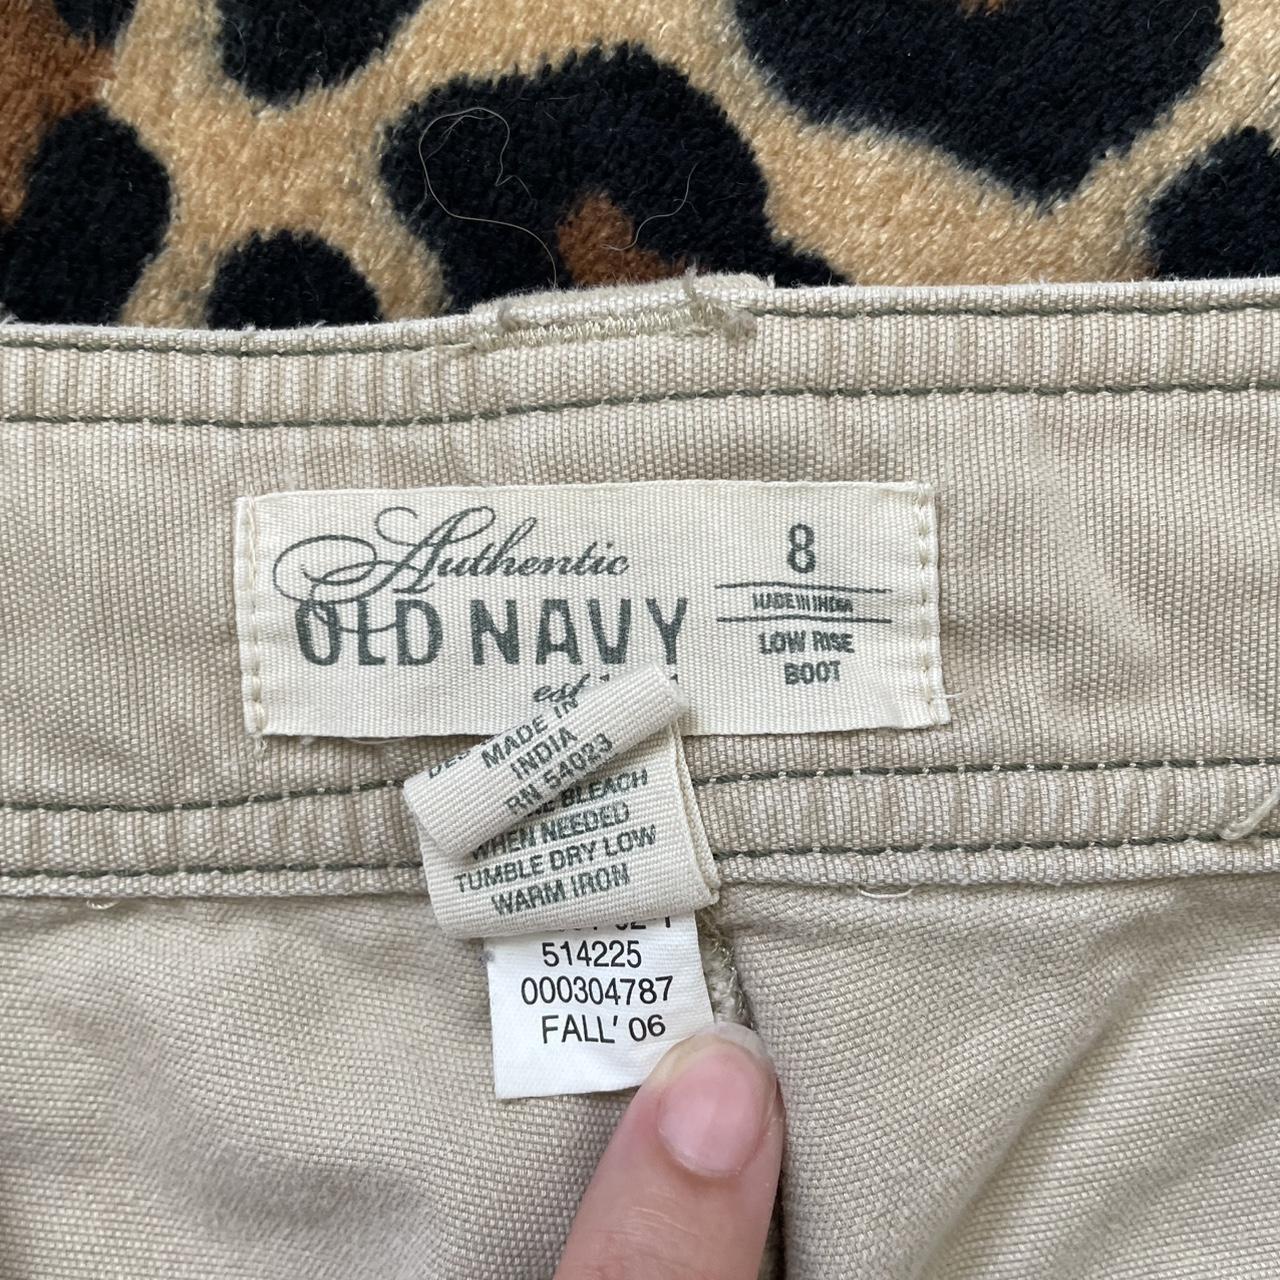 Authentic
OLD NAVY
8
MADE IN INDIA
LOW RISE
BOOT
MADE IN
INDIA
RN 54023
BLEACH
WHEN NEEDED
TUMBLE DRY LOW
WARM IRON
514225
000304787
FALL' 06